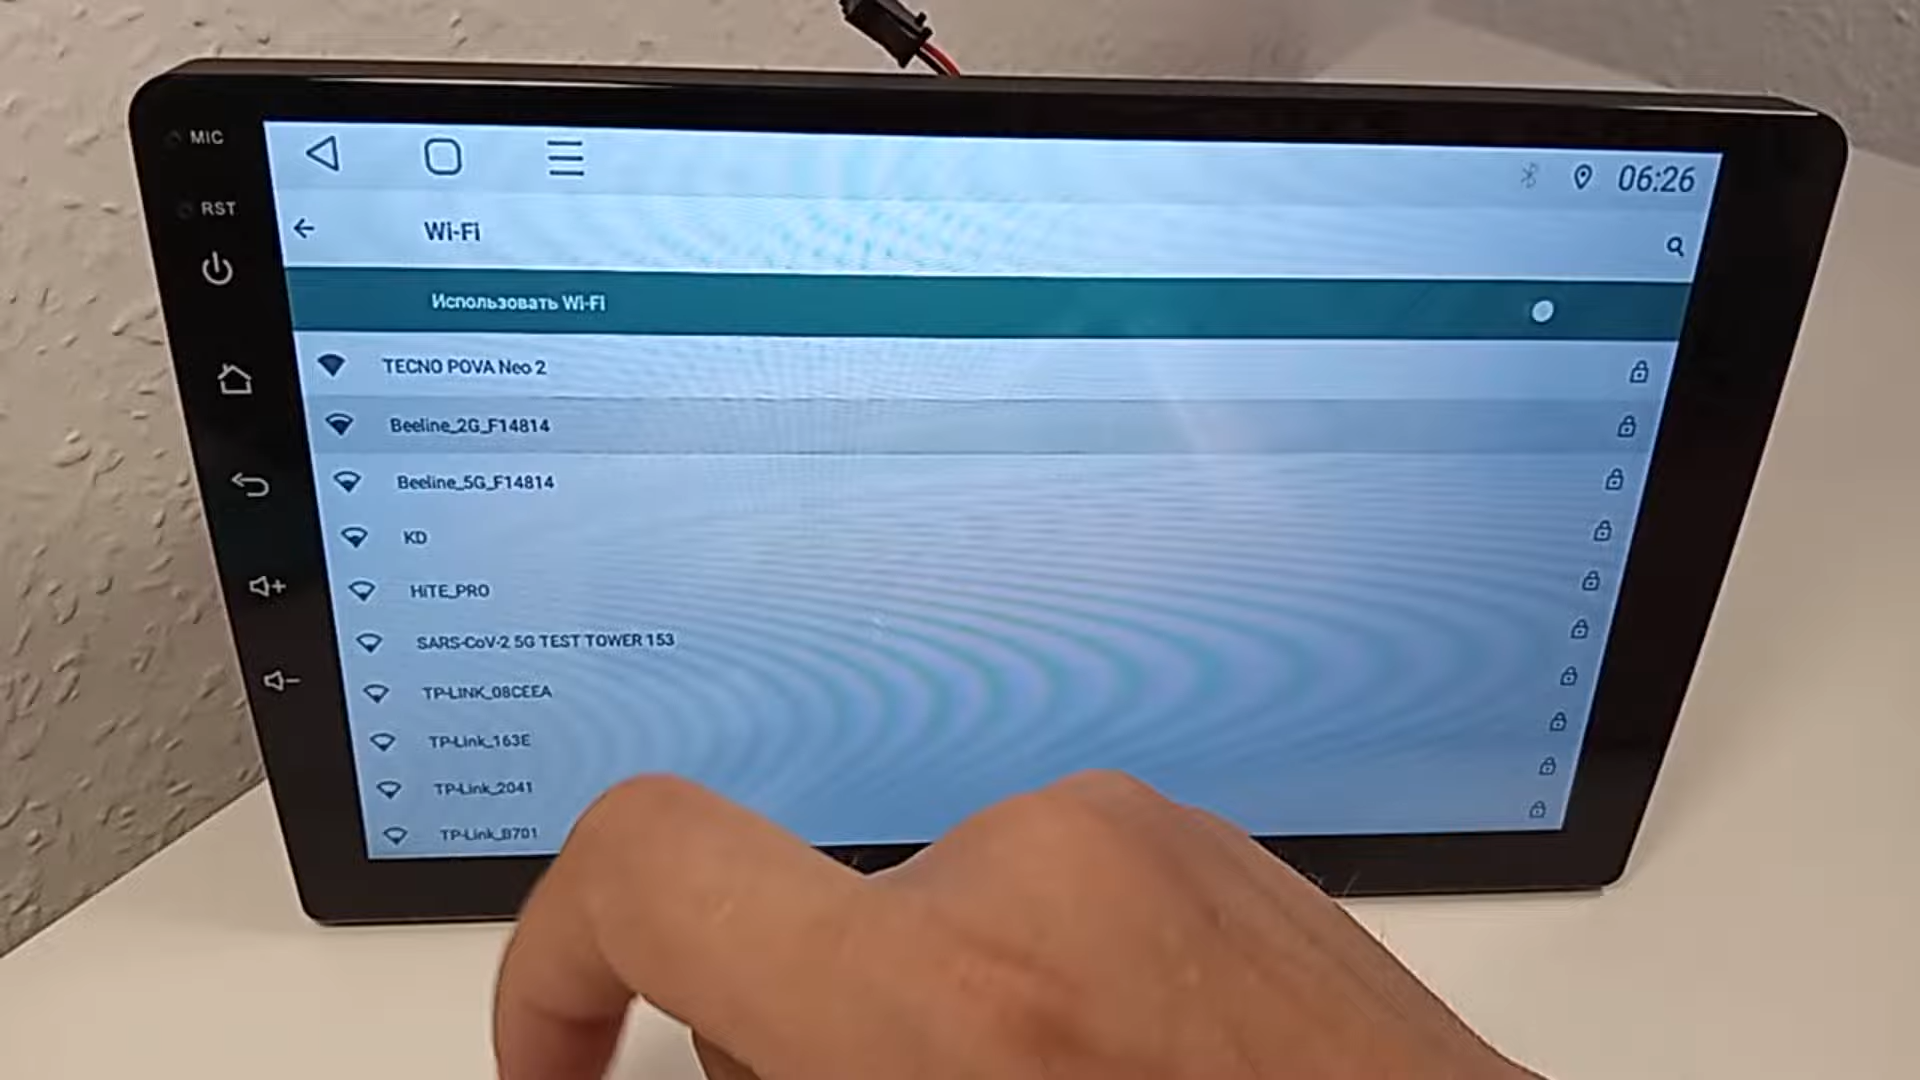 MIC
06:26
RST
Wi-Fi
Использовать Wi-Fi
TECNO POVA Neo 2
Beeline_2G_F14814
Beeline_5G_F14814
KD
HiTE_PRO
SARS-CoV-2 5G TEST TOWER 153
TP-LINK_08CEEA
TP-Link_163E
TP-Link_2041
TP-Link_B701